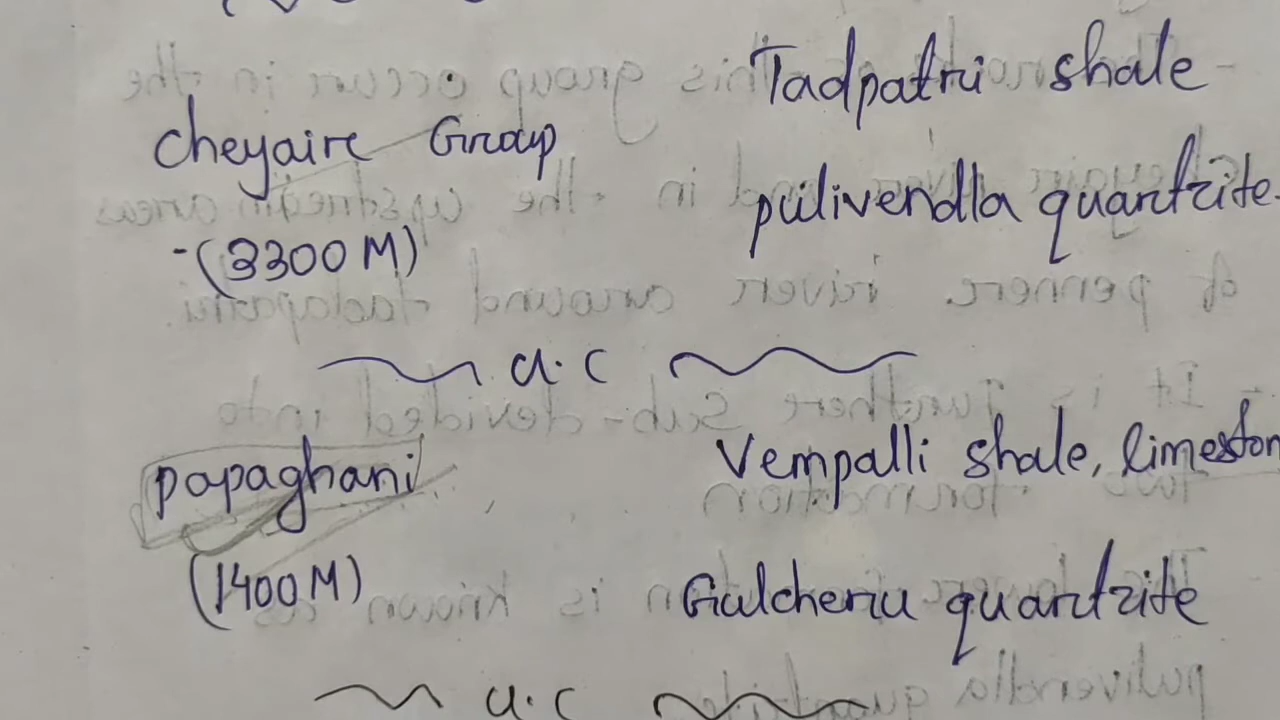 Tadpatri shale
Cheyaire Group
pulivendla quartzite.
-(3300 M)
u.c
papaghani
Vempalli shale, limeston
(1400 M)
Gulcheru quartzite
u.c